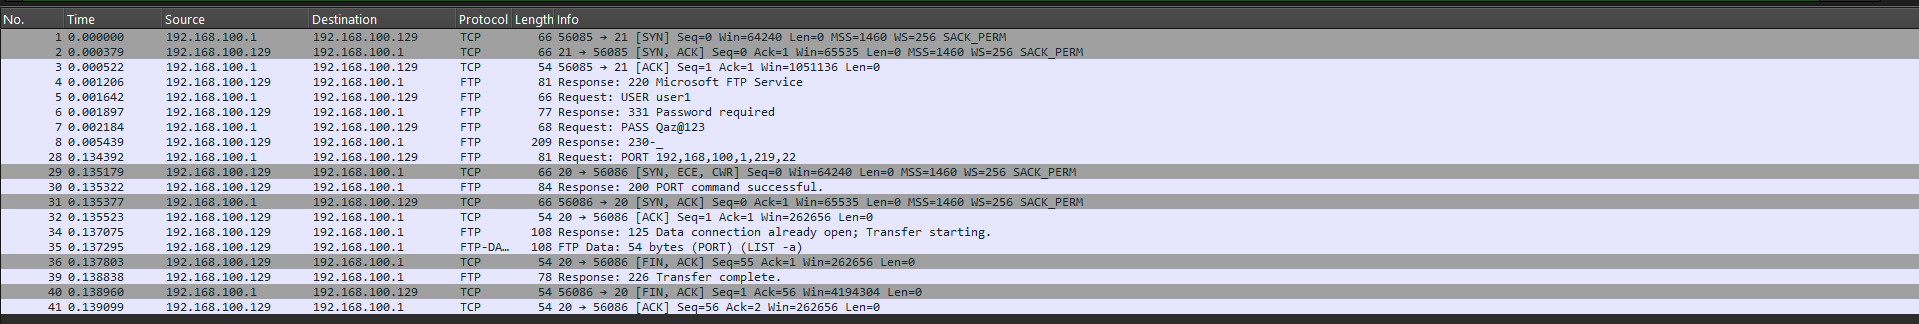 No. Time Source Destination Protocol Length Info
1 0.000000 192.168.100.1 192.168.100.129 TCP 66 56085 → 21 [SYN] Seq=0 Win=64240 Len=0 MSS=1460 WS=256 SACK_PERM
2 0.000379 192.168.100.129 192.168.100.1 TCP 66 21 → 56085 [SYN, ACK] Seq=0 Ack=1 Win=65535 Len=0 MSS=1460 WS=256 SACK_PERM
3 0.000522 192.168.100.1 192.168.100.129 TCP 54 56085 → 21 [ACK] Seq=1 Ack=1 Win=1051136 Len=0
4 0.001206 192.168.100.129 192.168.100.1 FTP 81 Response: 220 Microsoft FTP Service
5 0.001642 192.168.100.1 192.168.100.129 FTP 66 Request: USER user1
6 0.001897 192.168.100.129 192.168.100.1 FTP 77 Response: 331 Password required
7 0.002184 192.168.100.1 192.168.100.129 FTP 68 Request: PASS Qaz@123
8 0.005439 192.168.100.129 192.168.100.1 FTP 209 Response: 230-_
28 0.134392 192.168.100.1 192.168.100.129 FTP 81 Request: PORT 192,168,100,1,219,22
29 0.135179 192.168.100.129 192.168.100.1 TCP 66 20 → 56086 [SYN, ECE, CWR] Seq=0 Win=64240 Len=0 MSS=1460 WS=256 SACK_PERM
30 0.135322 192.168.100.129 192.168.100.1 FTP 84 Response: 200 PORT command successful.
31 0.135377 192.168.100.1 192.168.100.129 TCP 66 56086 → 20 [SYN, ACK] Seq=0 Ack=1 Win=65535 Len=0 MSS=1460 WS=256 SACK_PERM
32 0.135523 192.168.100.129 192.168.100.1 TCP 54 20 → 56086 [ACK] Seq=1 Ack=1 Win=262656 Len=0
34 0.137075 192.168.100.129 192.168.100.1 FTP 108 Response: 125 Data connection already open; Transfer starting.
35 0.137295 192.168.100.129 192.168.100.1 FTP-DA… 108 FTP Data: 54 bytes (PORT) (LIST -a)
36 0.137803 192.168.100.129 192.168.100.1 TCP 54 20 → 56086 [FIN, ACK] Seq=55 Ack=1 Win=262656 Len=0
39 0.138838 192.168.100.129 192.168.100.1 FTP 78 Response: 226 Transfer complete.
40 0.138960 192.168.100.1 192.168.100.129 TCP 54 56086 → 20 [FIN, ACK] Seq=1 Ack=56 Win=4194304 Len=0
41 0.139099 192.168.100.129 192.168.100.1 TCP 54 20 → 56086 [ACK] Seq=56 Ack=2 Win=262656 Len=0